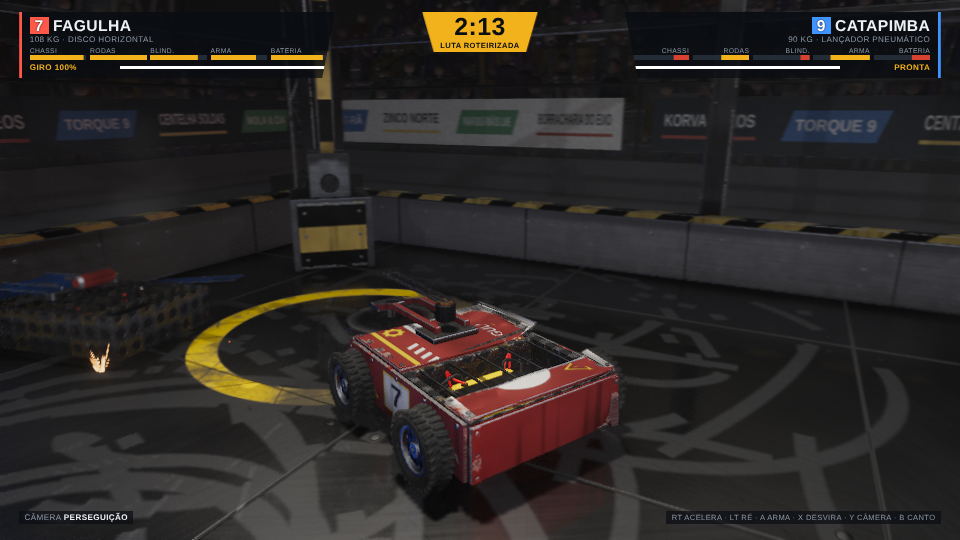 7 FAGULHA
108 KG · DISCO HORIZONTAL
CHASSI RODAS BLIND. ARMA BATERIA
GIRO 100%
2:13
LUTA ROTEIRIZADA
9 CATAPIMBA
90 KG · LANÇADOR PNEUMÁTICO
CHASSI RODAS BLIND. ARMA BATERIA
PRONTA
TORQUE 9
CENTELHA SOLDAS
ZINCO NORTE
BORRACHARIA DO EIXO
KORVA
TORQUE 9
CENT
7
CÂMERA PERSEGUIÇÃO
RT ACELERA · LT RÉ · A ARMA · X DESVIRA · Y CÂMERA · B CANTO